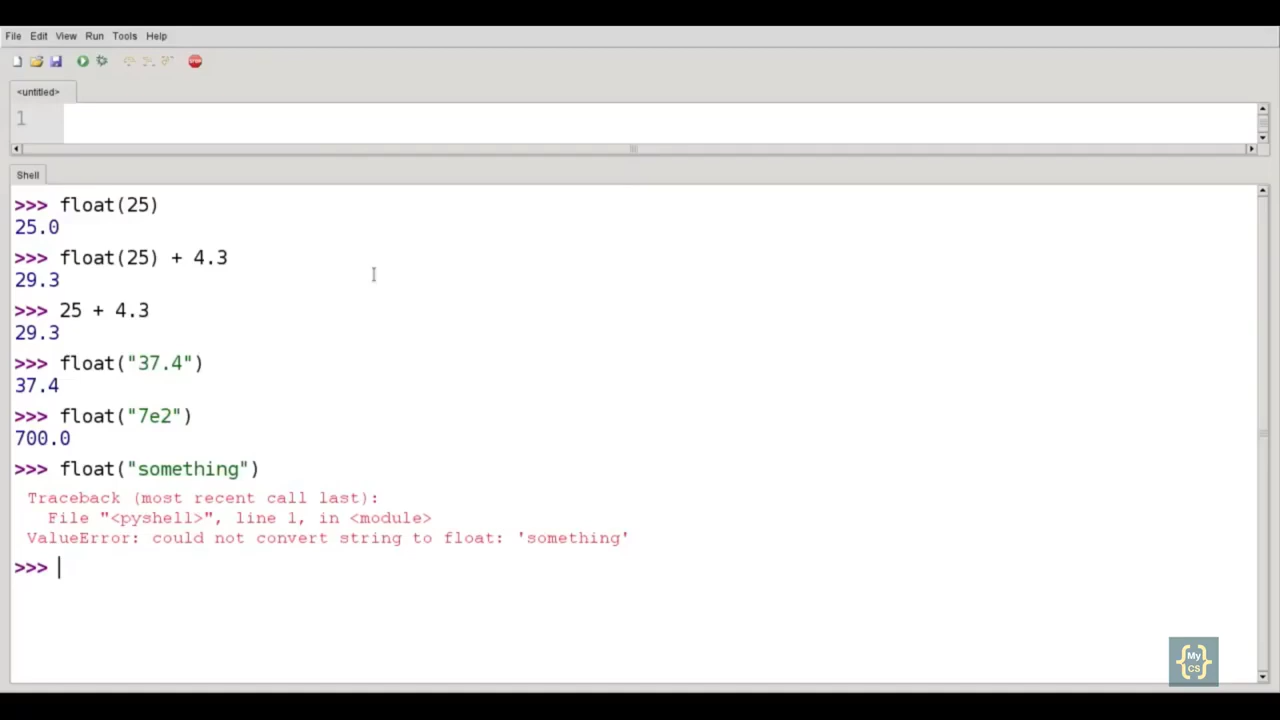 File Edit View Run Tools Help
STOP
<untitled>
1
Shell
>>> float(25)
25.0
>>> float(25) + 4.3
29.3
>>> 25 + 4.3
29.3
>>> float("37.4")
37.4
>>> float("7e2")
700.0
>>> float("something")
Traceback (most recent call last):
File "<pyshell>", line 1, in <module>
ValueError: could not convert string to float: 'something'
>>>
{My CS}